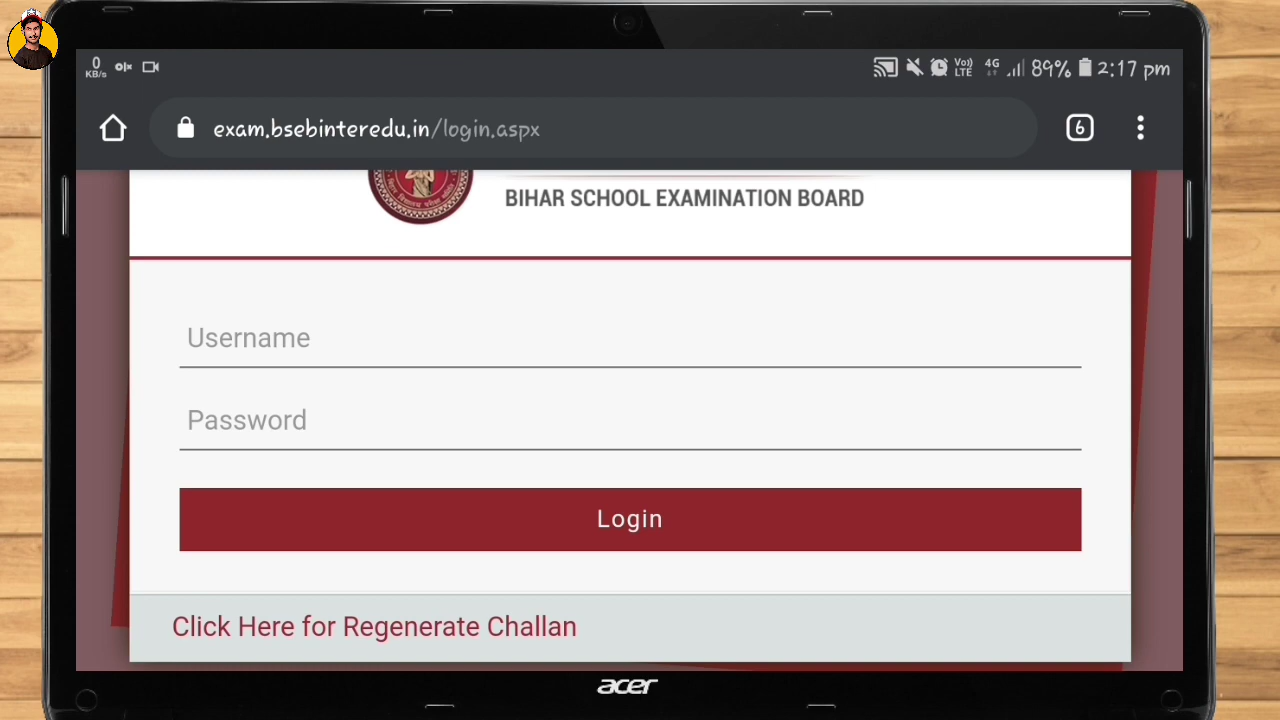 0
KB/s
Vo))
LTE
4G
89%
2:17 pm
exam.bsebinteredu.in/login.aspx
6
BIHAR SCHOOL EXAMINATION BOARD
Username
Password
Login
Click Here for Regenerate Challan
acer